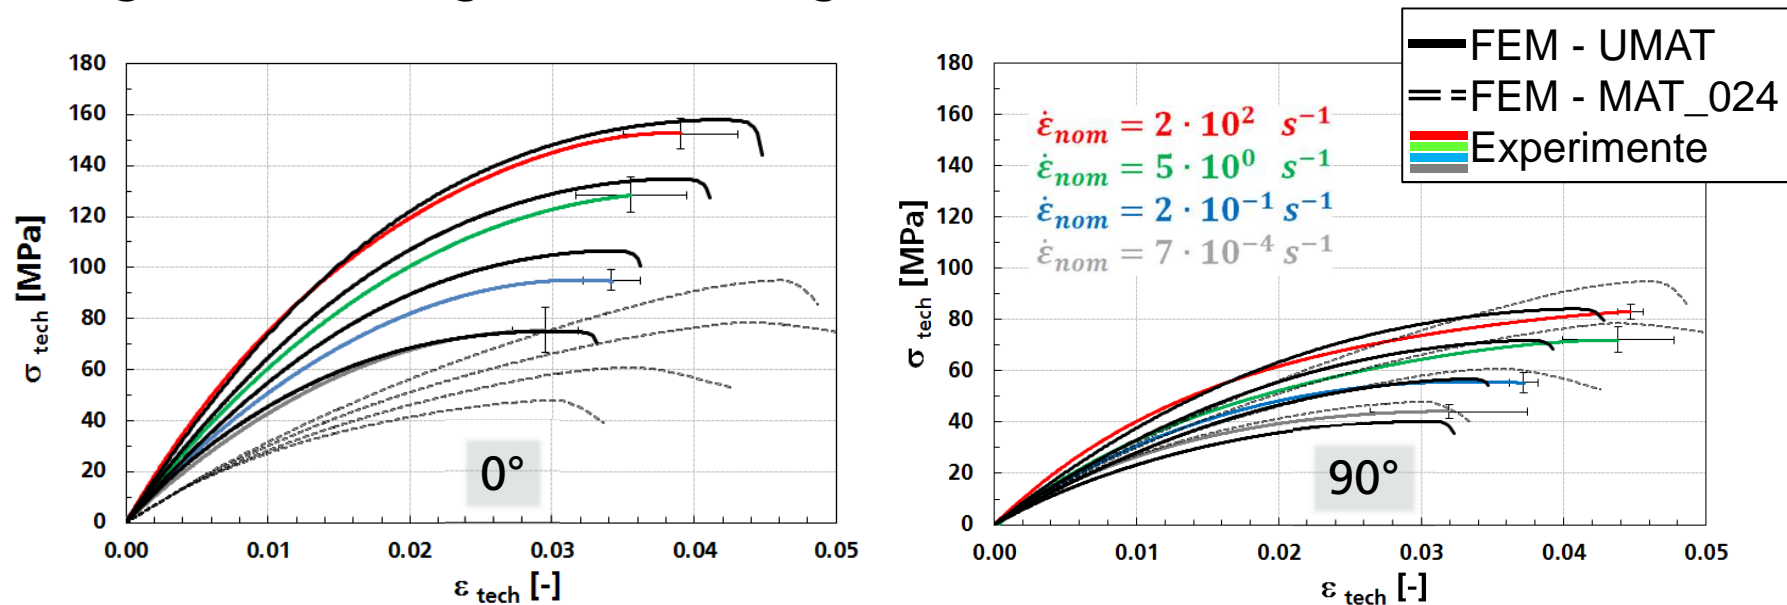 FEM - UMAT
FEM - MAT_024
Experimente
180
160
140
120
100
80
60
40
20
0
σ tech [MPa]
0.00 0.01 0.02 0.03 0.04 0.05
ε tech [-]
0°
180
160
140
120
100
80
60
40
20
0
σ tech [MPa]
0.00 0.01 0.02 0.03 0.04 0.05
ε tech [-]
ε̇nom = 2 · 10² s⁻¹
ε̇nom = 5 · 10⁰ s⁻¹
ε̇nom = 2 · 10⁻¹ s⁻¹
ε̇nom = 7 · 10⁻⁴ s⁻¹
90°